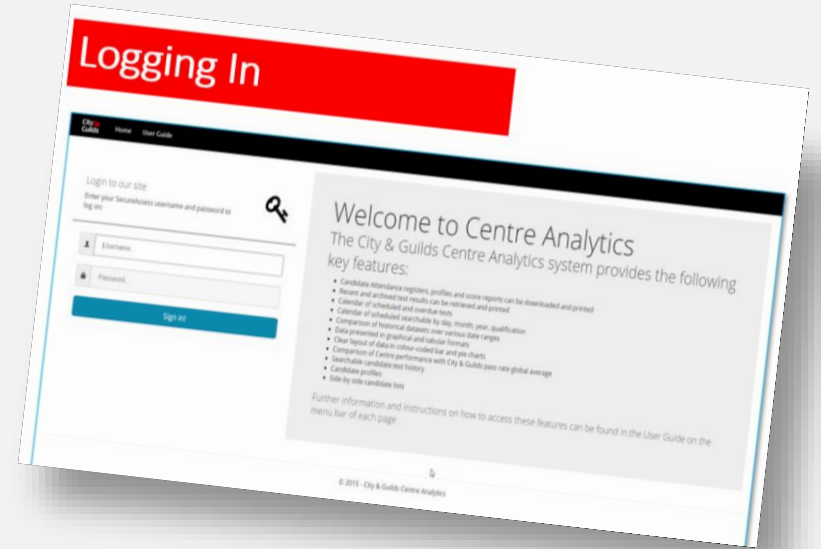 Logging In
City &
Guilds
Home User Guide
Login to our site
Enter your SecureAssess username and password to
log on:
Username...
Password...
Sign in!
Welcome to Centre Analytics
The City & Guilds Centre Analytics system provides the following
key features:
• Candidate Attendance registers, profiles and score reports can be downloaded and printed
• Recent and archived test results can be retrieved and printed
• Calendar of scheduled and overdue tests
• Calendar of scheduled searchable by day, month, year, qualification
• Comparison of historical datasets over various date ranges
• Data presented in graphical and tabular formats
• Clear layout of data in colour-coded bar and pie charts
• Comparison of Centre performance with City & Guilds pass rate global average
• Searchable candidate test history
• Candidate profiles
• Side-by side candidate lists
Further information and instructions on how to access these features can be found in the User Guide on the
menu bar of each page
© 2015 - City & Guilds Centre Analytics